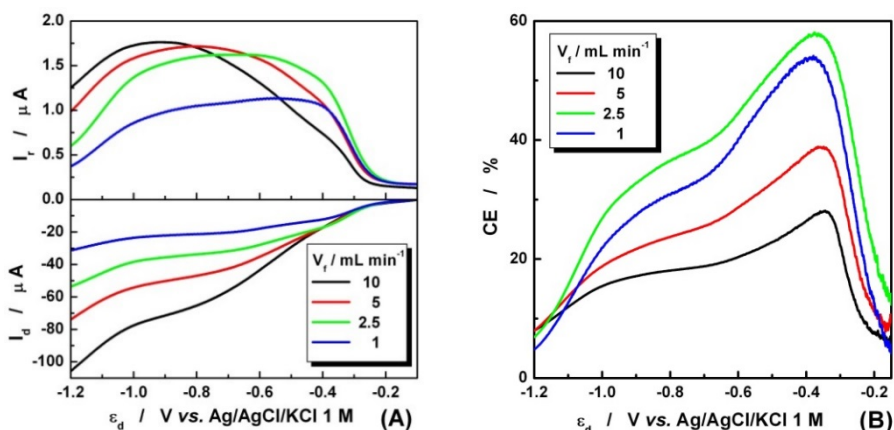 2.0
1.5
1.0
0.5
0.0
I_r / μ A
-20
-40
-60
-80
-100
I_d / μ A
V_f / mL min⁻¹
10
5
2.5
1
-1.2 -1.0 -0.8 -0.6 -0.4 -0.2
ε_d / V vs. Ag/AgCl/KCl 1 M (A)
60
40
20
0
CE / %
V_f / mL min⁻¹
10
5
2.5
1
-1.2 -1.0 -0.8 -0.6 -0.4 -0.2
ε_d / V vs. Ag/AgCl/KCl 1 M (B)